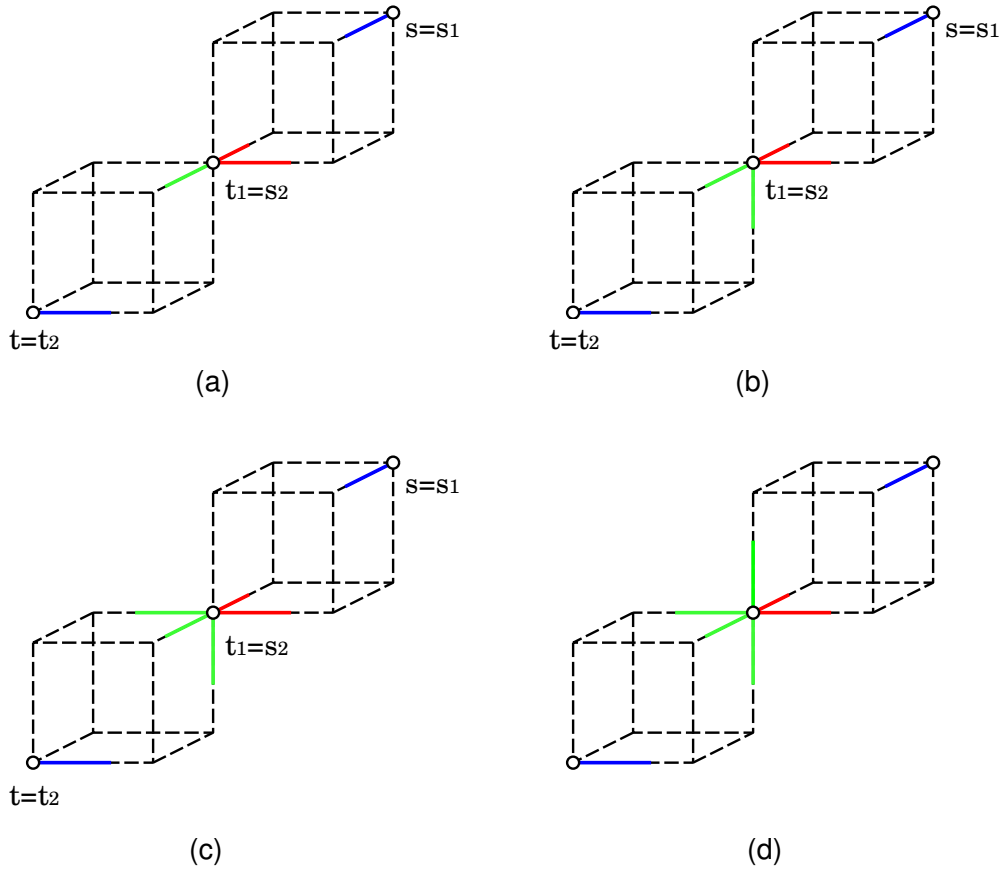 s=s1
s=s1
t1=s2
t1=s2
t=t2
t=t2
(a)
(b)
s=s1
t1=s2
t=t2
(c)
(d)